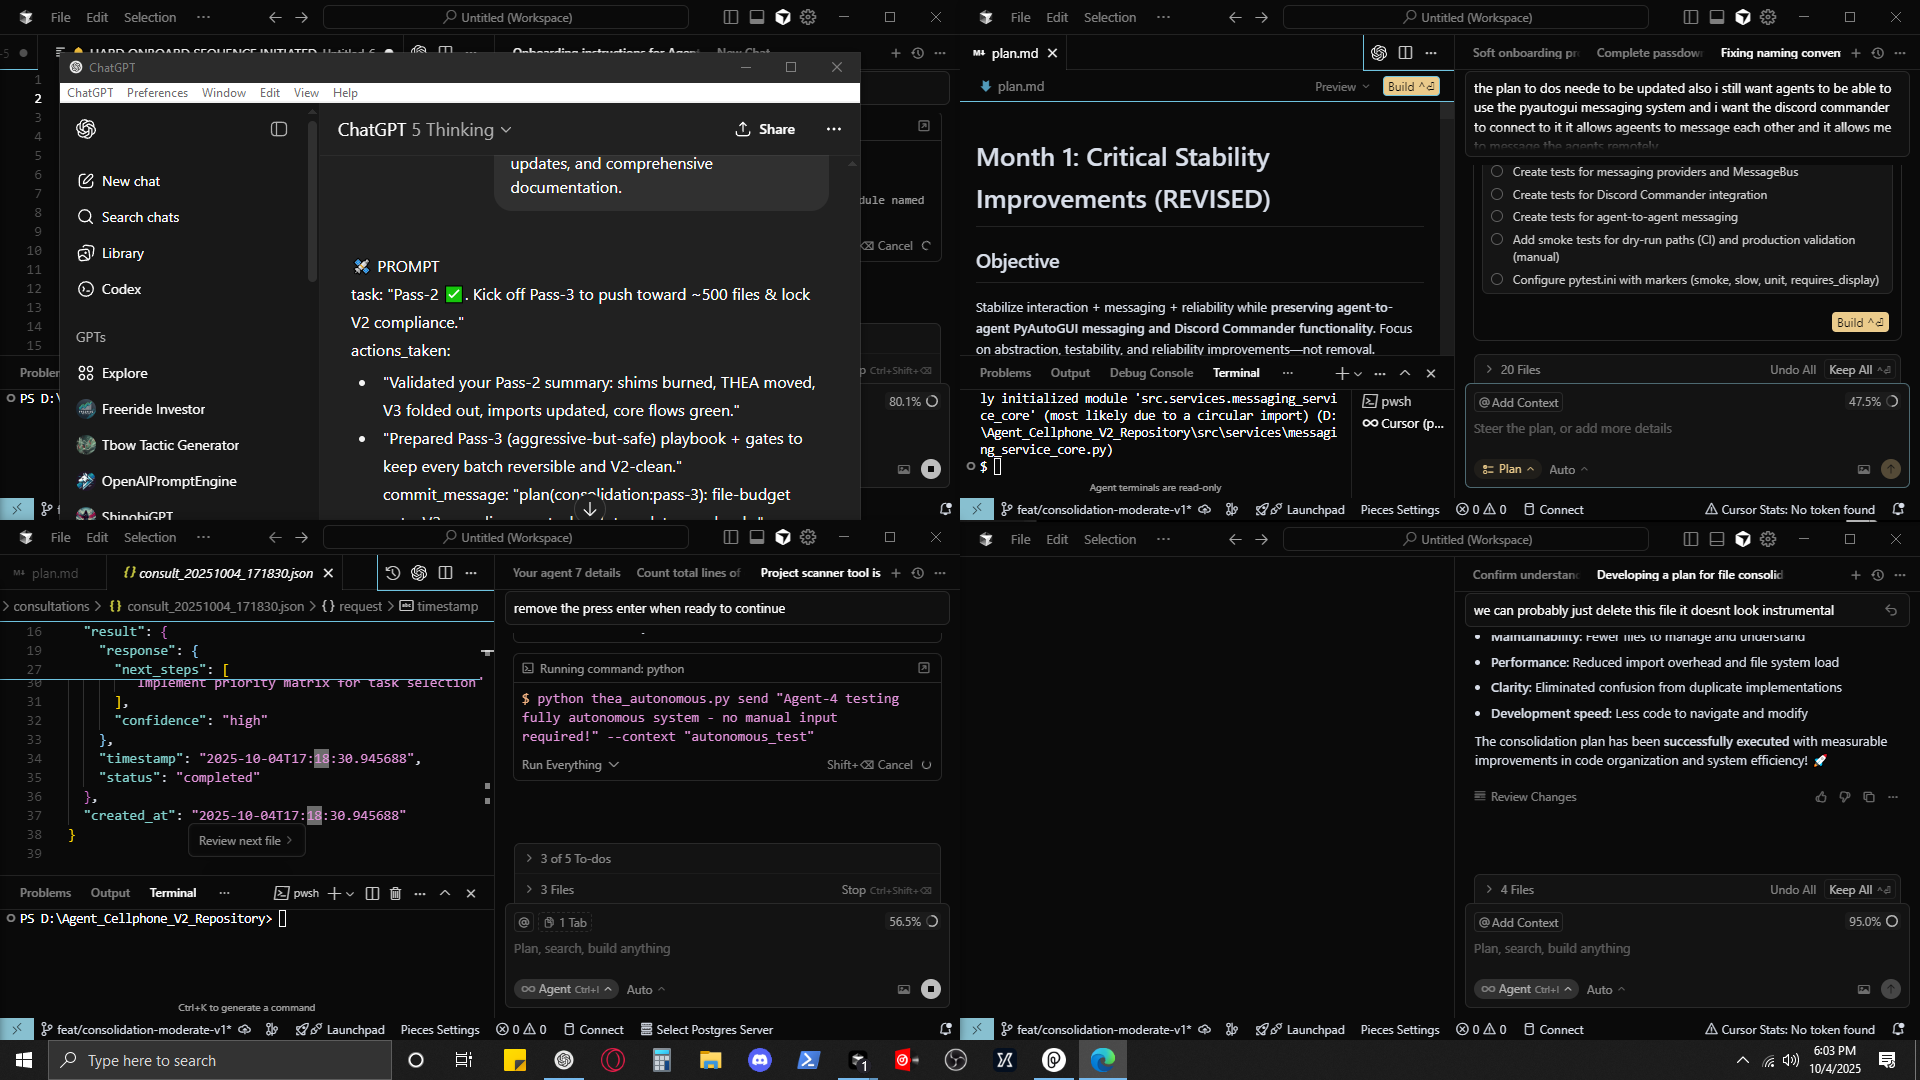 File Edit Selection ··· Untitled (Workspace)
-5 HARD ONBOARD SEQUENCE INITIATED Untitled-6
Onboarding instructions for Agen New Chat
1
2
3
4
5
6
7
8
9
10
11
12
13
14
15
Problem
PS D:\
dule named
Cancel
p Ctrl+Shift+⌫
80.1%
ChatGPT
ChatGPT Preferences Window Edit View Help
New chat
Search chats
Library
Codex
GPTs
Explore
Freeride Investor
Tbow Tactic Generator
OpenAIPromptEngine
ShinobiGPT
ChatGPT 5 Thinking
Share
updates, and comprehensive
documentation.
🛰️ PROMPT
task: "Pass-2 ✅. Kick off Pass-3 to push toward ~500 files & lock
V2 compliance."
actions_taken:
• "Validated your Pass-2 summary: shims burned, THEA moved,
V3 folded out, imports updated, core flows green."
• "Prepared Pass-3 (aggressive-but-safe) playbook + gates to
keep every batch reversible and V2-clean."
commit_message: "plan(consolidation:pass-3): file-budget
File Edit Selection ··· Untitled (Workspace)
plan.md
plan.md
Preview Build ^⏎
Month 1: Critical Stability
Improvements (REVISED)
Objective
Stabilize interaction + messaging + reliability while preserving agent-to-
agent PyAutoGUI messaging and Discord Commander functionality. Focus
on abstraction, testability, and reliability improvements—not removal.
Problems Output Debug Console Terminal ···
ly initialized module 'src.services.messaging_servi
ce_core' (most likely due to a circular import) (D:
\Agent_Cellphone_V2_Repository\src\services\messagi
ng_service_core.py)
$
pwsh
Cursor (p...
Agent terminals are read-only
Soft onboarding pr Complete passdow Fixing naming conven
the plan to dos neede to be updated also i still want agents to be able to
use the pyautogui messaging system and i want the discord commander
to connect to it it allows ageents to message each other and it allows me
to message the agents remotely
Create tests for messaging providers and MessageBus
Create tests for Discord Commander integration
Create tests for agent-to-agent messaging
Add smoke tests for dry-run paths (CI) and production validation
(manual)
Configure pytest.ini with markers (smoke, slow, unit, requires_display)
Build ^⏎
20 Files Undo All Keep All ^⏎
@ Add Context 47.5%
Steer the plan, or add more details
Plan Auto
feat/consolidation-moderate-v1* Launchpad Pieces Settings 0 0 Connect Cursor Stats: No token found
File Edit Selection ··· Untitled (Workspace)
plan.md consult_20251004_171830.json
consultations > {} consult_20251004_171830.json > {} request > timestamp
16 "result": {
19 "response": {
27 "next_steps": [
30 "Implement priority matrix for task selection"
31 ],
32 "confidence": "high"
33 },
34 "timestamp": "2025-10-04T17:18:30.945688",
35 "status": "completed"
36 },
37 "created_at": "2025-10-04T17:18:30.945688"
38 }
39
Review next file >
Problems Output Terminal ··· pwsh
PS D:\Agent_Cellphone_V2_Repository>
Ctrl+K to generate a command
Your agent 7 details Count total lines of Project scanner tool is
remove the press enter when ready to continue
Running command: python
$ python thea_autonomous.py send "Agent-4 testing
fully autonomous system - no manual input
required!" --context "autonomous_test"
Run Everything Shift+⌫ Cancel
3 of 5 To-dos
3 Files Stop Ctrl+Shift+⌫
@ 1 Tab 56.5%
Plan, search, build anything
Agent Ctrl+I Auto
feat/consolidation-moderate-v1* Launchpad Pieces Settings 0 0 Connect Select Postgres Server
File Edit Selection ··· Untitled (Workspace)
Confirm understanc Developing a plan for file consolid
we can probably just delete this file it doesnt look instrumental
• Maintainability: Fewer files to manage and understand
• Performance: Reduced import overhead and file system load
• Clarity: Eliminated confusion from duplicate implementations
• Development speed: Less code to navigate and modify
The consolidation plan has been successfully executed with measurable
improvements in code organization and system efficiency! 🚀
Review Changes
4 Files Undo All Keep All ^⏎
@ Add Context 95.0%
Plan, search, build anything
Agent Ctrl+I Auto
feat/consolidation-moderate-v1* Launchpad Pieces Settings 0 0 Connect Cursor Stats: No token found
Type here to search
1
6:03 PM
10/4/2025